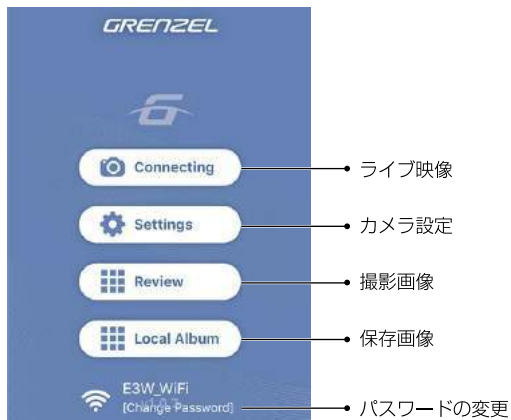 GRENZEL
Connecting
ライブ映像
Settings
カメラ設定
Review
撮影画像
Local Album
保存画像
E3W_WiFi
[Change Password]
パスワードの変更